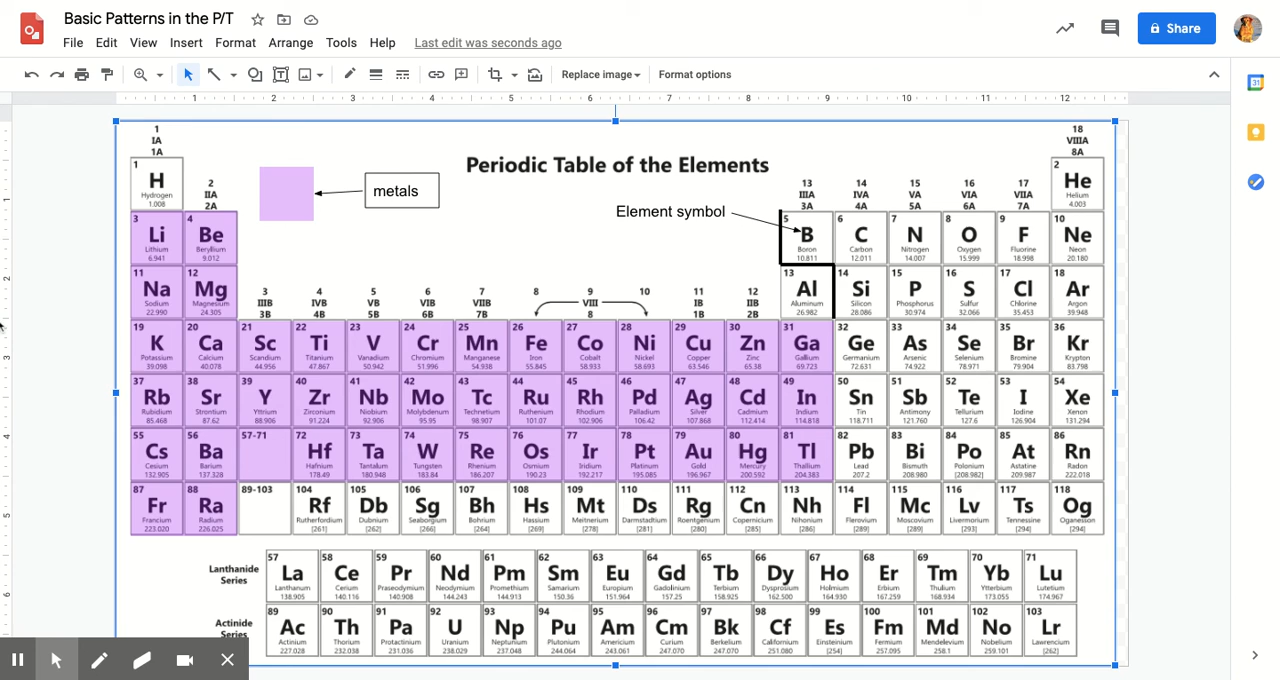 Basic Patterns in the P/T
File Edit View Insert Format Arrange Tools Help Last edit was seconds ago
Share
Replace image Format options
1 2 3 4 5 6 7 8 9 10 11 12
Periodic Table of the Elements
metals
Element symbol
1 IA 1A
2 IIA 2A
3 IIIB 3B
4 IVB 4B
5 VB 5B
6 VIB 6B
7 VIIB 7B
8 9 10
VIII
8
11 IB 1B
12 IIB 2B
13 IIIA 3A
14 IVA 4A
15 VA 5A
16 VIA 6A
17 VIIA 7A
18 VIIIA 8A
1 H Hydrogen 1.008
2 He Helium 4.003
3 Li Lithium 6.941
4 Be Beryllium 9.012
5 B Boron 10.811
6 C Carbon 12.011
7 N Nitrogen 14.007
8 O Oxygen 15.999
9 F Fluorine 18.998
10 Ne Neon 20.180
11 Na Sodium 22.990
12 Mg Magnesium 24.305
13 Al Aluminum 26.982
14 Si Silicon 28.086
15 P Phosphorus 30.974
16 S Sulfur 32.066
17 Cl Chlorine 35.453
18 Ar Argon 39.948
19 K Potassium 39.098
20 Ca Calcium 40.078
21 Sc Scandium 44.956
22 Ti Titanium 47.867
23 V Vanadium 50.942
24 Cr Chromium 51.996
25 Mn Manganese 54.938
26 Fe Iron 55.845
27 Co Cobalt 58.933
28 Ni Nickel 58.693
29 Cu Copper 63.546
30 Zn Zinc 65.38
31 Ga Gallium 69.723
32 Ge Germanium 72.631
33 As Arsenic 74.922
34 Se Selenium 78.971
35 Br Bromine 79.904
36 Kr Krypton 83.798
37 Rb Rubidium 85.468
38 Sr Strontium 87.62
39 Y Yttrium 88.906
40 Zr Zirconium 91.224
41 Nb Niobium 92.906
42 Mo Molybdenum 95.95
43 Tc Technetium 98.907
44 Ru Ruthenium 101.07
45 Rh Rhodium 102.906
46 Pd Palladium 106.42
47 Ag Silver 107.868
48 Cd Cadmium 112.414
49 In Indium 114.818
50 Sn Tin 118.711
51 Sb Antimony 121.760
52 Te Tellurium 127.6
53 I Iodine 126.904
54 Xe Xenon 131.294
55 Cs Cesium 132.905
56 Ba Barium 137.328
57-71
72 Hf Hafnium 178.49
73 Ta Tantalum 180.948
74 W Tungsten 183.84
75 Re Rhenium 186.207
76 Os Osmium 190.23
77 Ir Iridium 192.217
78 Pt Platinum 195.085
79 Au Gold 196.967
80 Hg Mercury 200.592
81 Tl Thallium 204.383
82 Pb Lead 207.2
83 Bi Bismuth 208.980
84 Po Polonium [208.982]
85 At Astatine 209.987
86 Rn Radon 222.018
87 Fr Francium 223.020
88 Ra Radium 226.025
89-103
104 Rf Rutherfordium [261]
105 Db Dubnium [262]
106 Sg Seaborgium [266]
107 Bh Bohrium [264]
108 Hs Hassium [269]
109 Mt Meitnerium [278]
110 Ds Darmstadtium [281]
111 Rg Roentgenium [280]
112 Cn Copernicium [285]
113 Nh Nihonium [286]
114 Fl Flerovium [289]
115 Mc Moscovium [289]
116 Lv Livermorium [293]
117 Ts Tennessine [294]
118 Og Oganesson [294]
Lanthanide Series
57 La Lanthanum 138.905
58 Ce Cerium 140.116
59 Pr Praseodymium 140.908
60 Nd Neodymium 144.243
61 Pm Promethium 144.913
62 Sm Samarium 150.36
63 Eu Europium 151.964
64 Gd Gadolinium 157.25
65 Tb Terbium 158.925
66 Dy Dysprosium 162.500
67 Ho Holmium 164.930
68 Er Erbium 167.259
69 Tm Thulium 168.934
70 Yb Ytterbium 173.055
71 Lu Lutetium 174.967
Actinide Series
89 Ac Actinium 227.028
90 Th Thorium 232.038
91 Pa Protactinium 231.036
92 U Uranium 238.029
93 Np Neptunium 237.048
94 Pu Plutonium 244.064
95 Am Americium 243.061
96 Cm Curium 247.070
97 Bk Berkelium 247.070
98 Cf Californium 251.080
99 Es Einsteinium [254]
100 Fm Fermium 257.095
101 Md Mendelevium 258.1
102 No Nobelium 259.101
103 Lr Lawrencium [262]